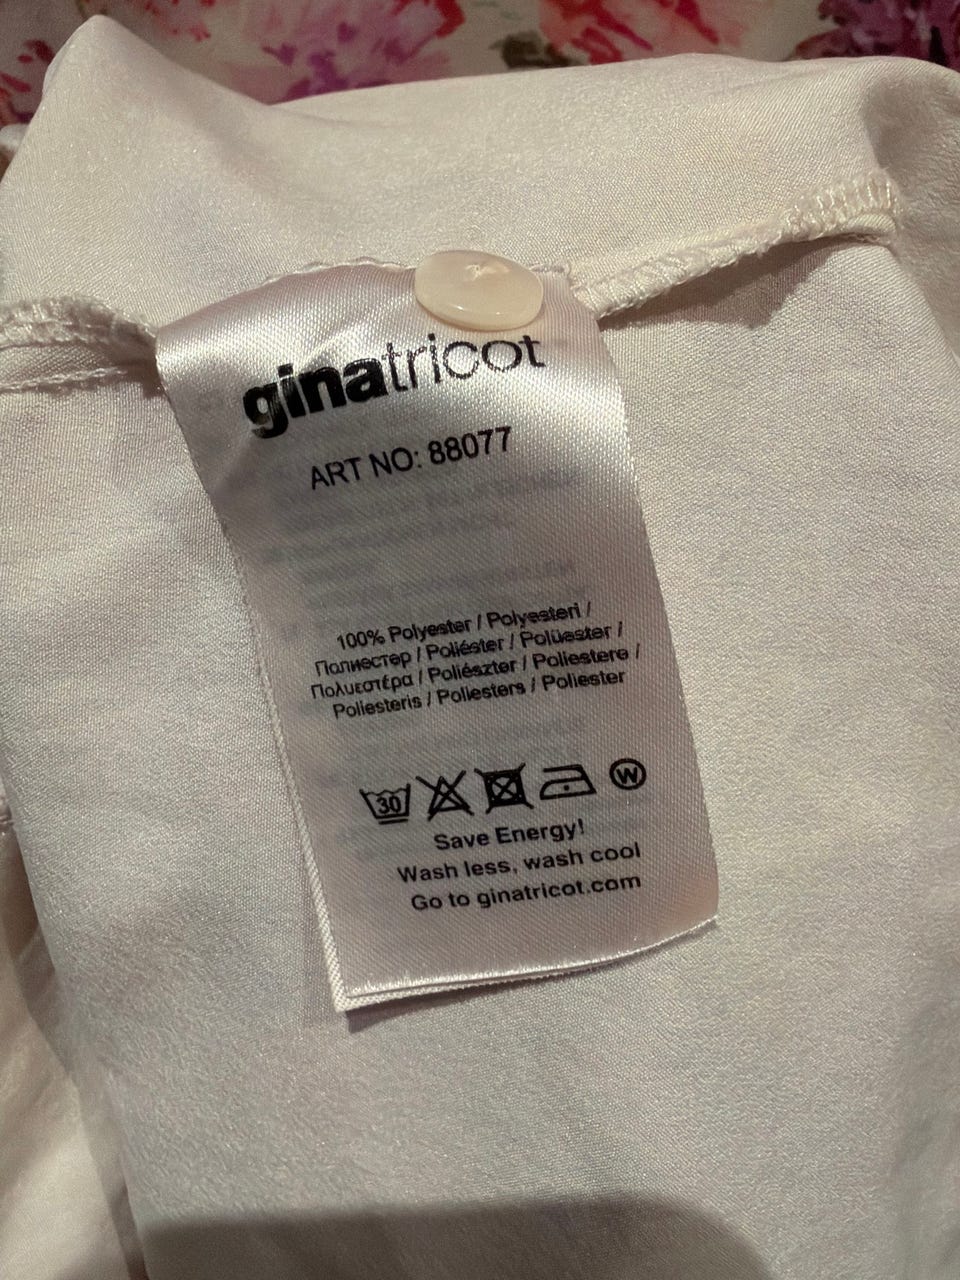 ginatricot
ART NO: 88077
100% Polyester / Polyesteri /
Полиестер / Poliéster / Polüester /
Πολυεστέρα / Poliészter / Poliestere /
Poliesteris / Poliesters / Poliester
30
W
Save Energy!
Wash less, wash cool
Go to ginatricot.com